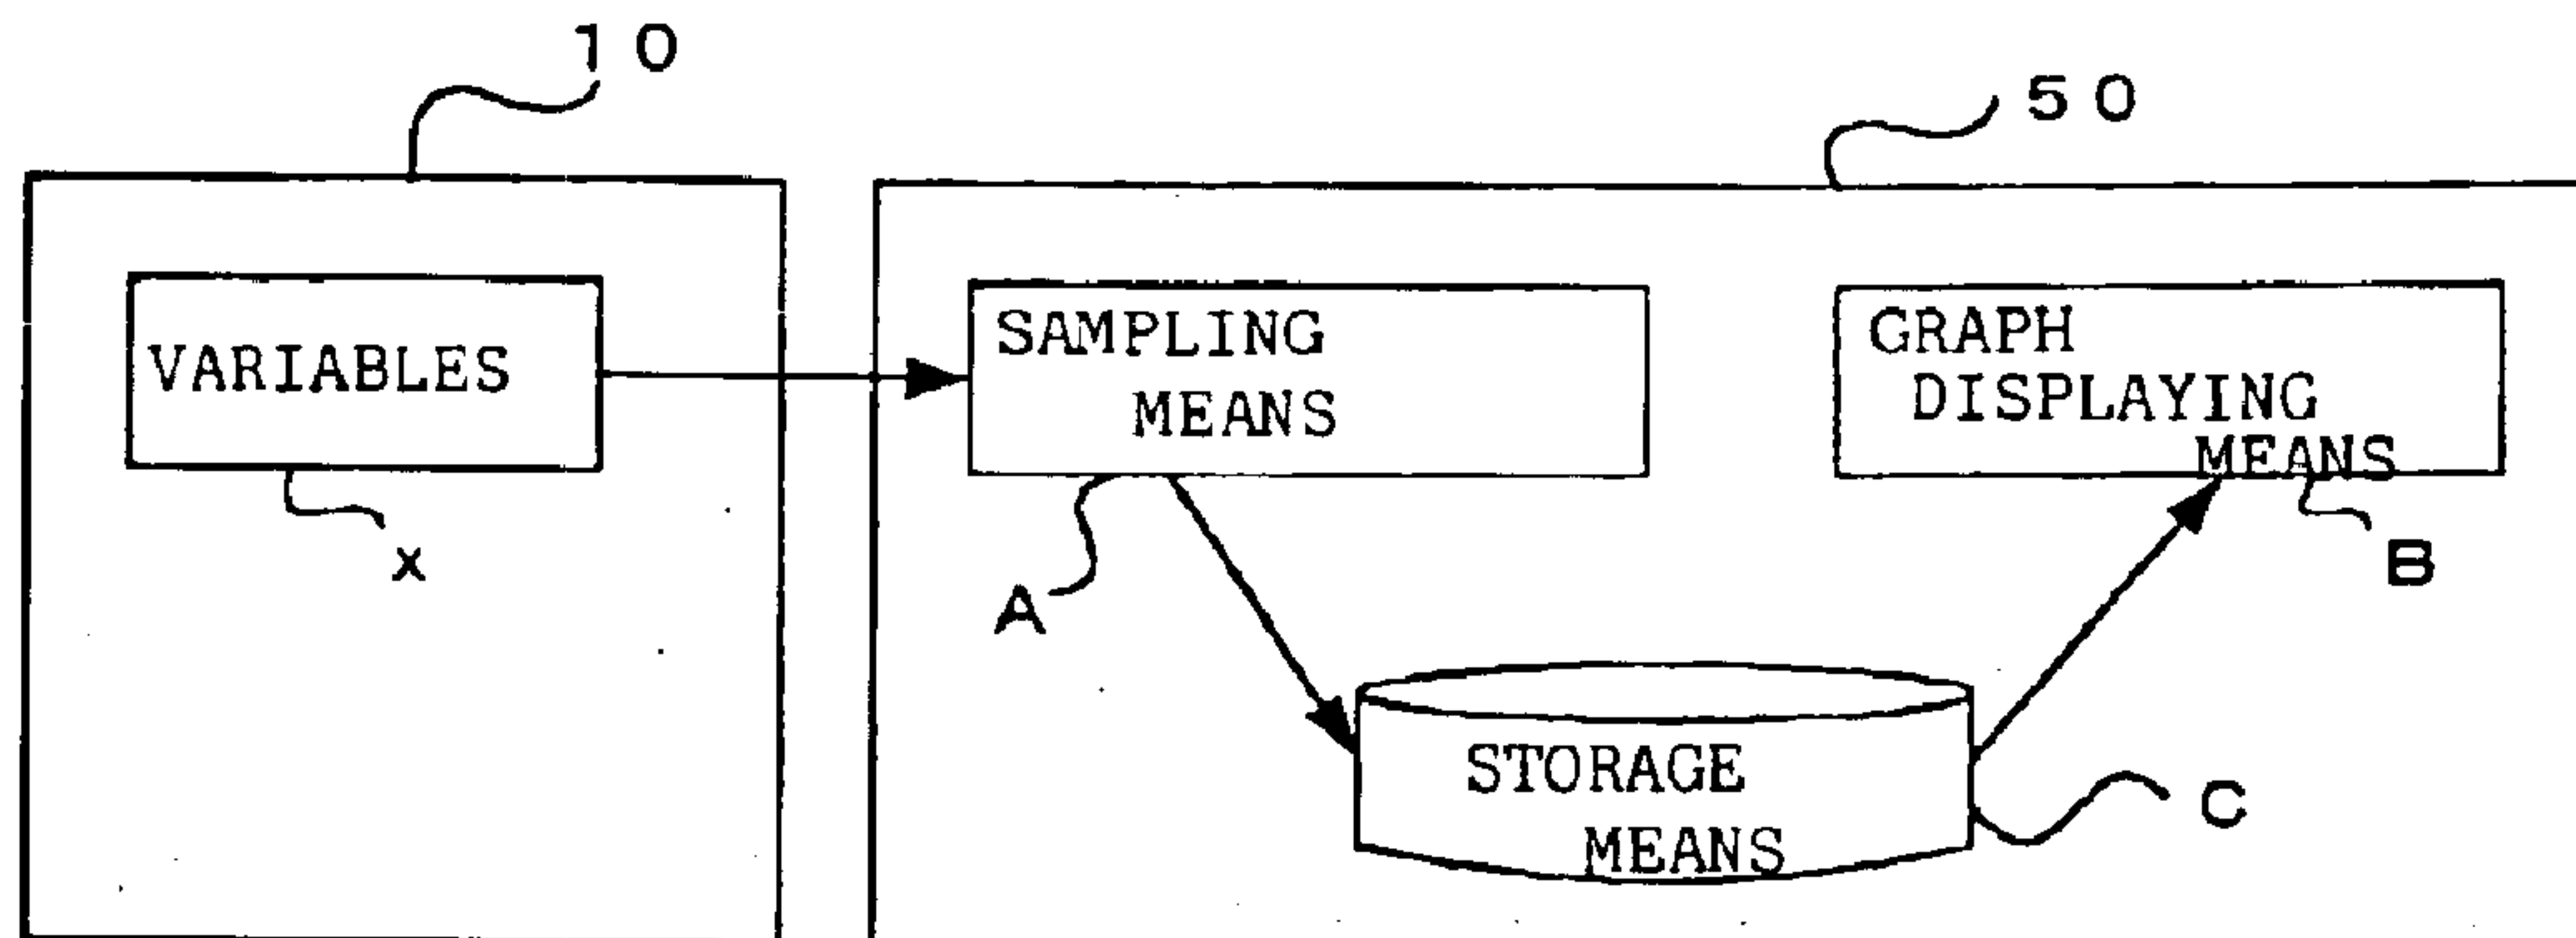 10
50
VARIABLES
SAMPLING
MEANS
GRAPH
DISPLAYING
MEANS
x
A
B
STORAGE
MEANS
C